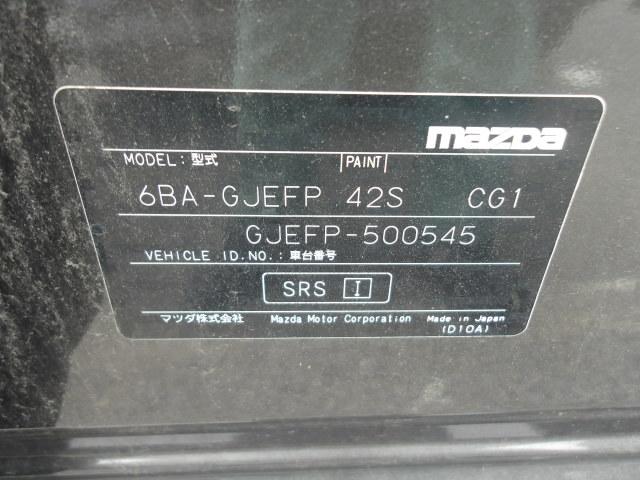 mazda
MODEL: 型式 PAINT
6BA-GJEFP 42S CG1
GJEFP-500545
VEHICLE ID.NO.: 車台番号
SRS I
マツダ株式会社 Mazda Motor Corporation Made in Japan
(D10A)